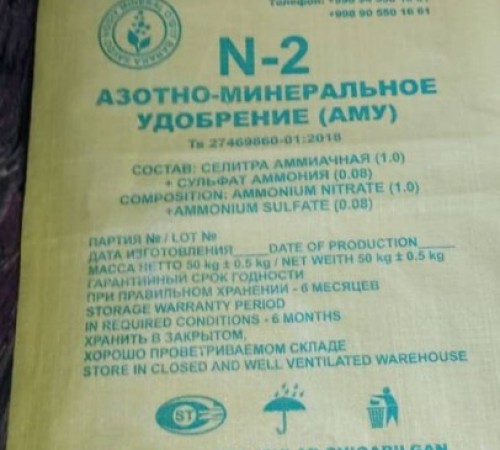 +998 90 550 16 61
N-2
АЗОТНО-МИНЕРАЛЬНОЕ
УДОБРЕНИЕ (АМУ)
Тв 27469860-01:2018
СОСТАВ: СЕЛИТРА АММИАЧНАЯ (1.0)
+ СУЛЬФАТ АММОНИЯ (0.08)
COMPOSITION: AMMONIUM NITRATE (1.0)
+AMMONIUM SULFATE (0.08)
ПАРТИЯ № / LOT №
ДАТА ИЗГОТОВЛЕНИЯ_____DATE OF PRODUCTION_____
МАССА НЕТТО 50 kg ± 0.5 kg / NET WEITH 50 kg ± 0.5 kg
ГАРАНТИЙНЫЙ СРОК ГОДНОСТИ
ПРИ ПРАВИЛЬНОМ ХРАНЕНИИ - 6 МЕСЯЦЕВ
STORAGE WARRANTY PERIOD
IN REQUIRED CONDITIONS - 6 MONTHS
ХРАНИТЬ В ЗАКРЫТОМ,
ХОРОШО ПРОВЕТРИВАЕМОМ СКЛАДЕ
STORE IN CLOSED AND WELL VENTILATED WAREHOUSE
ST